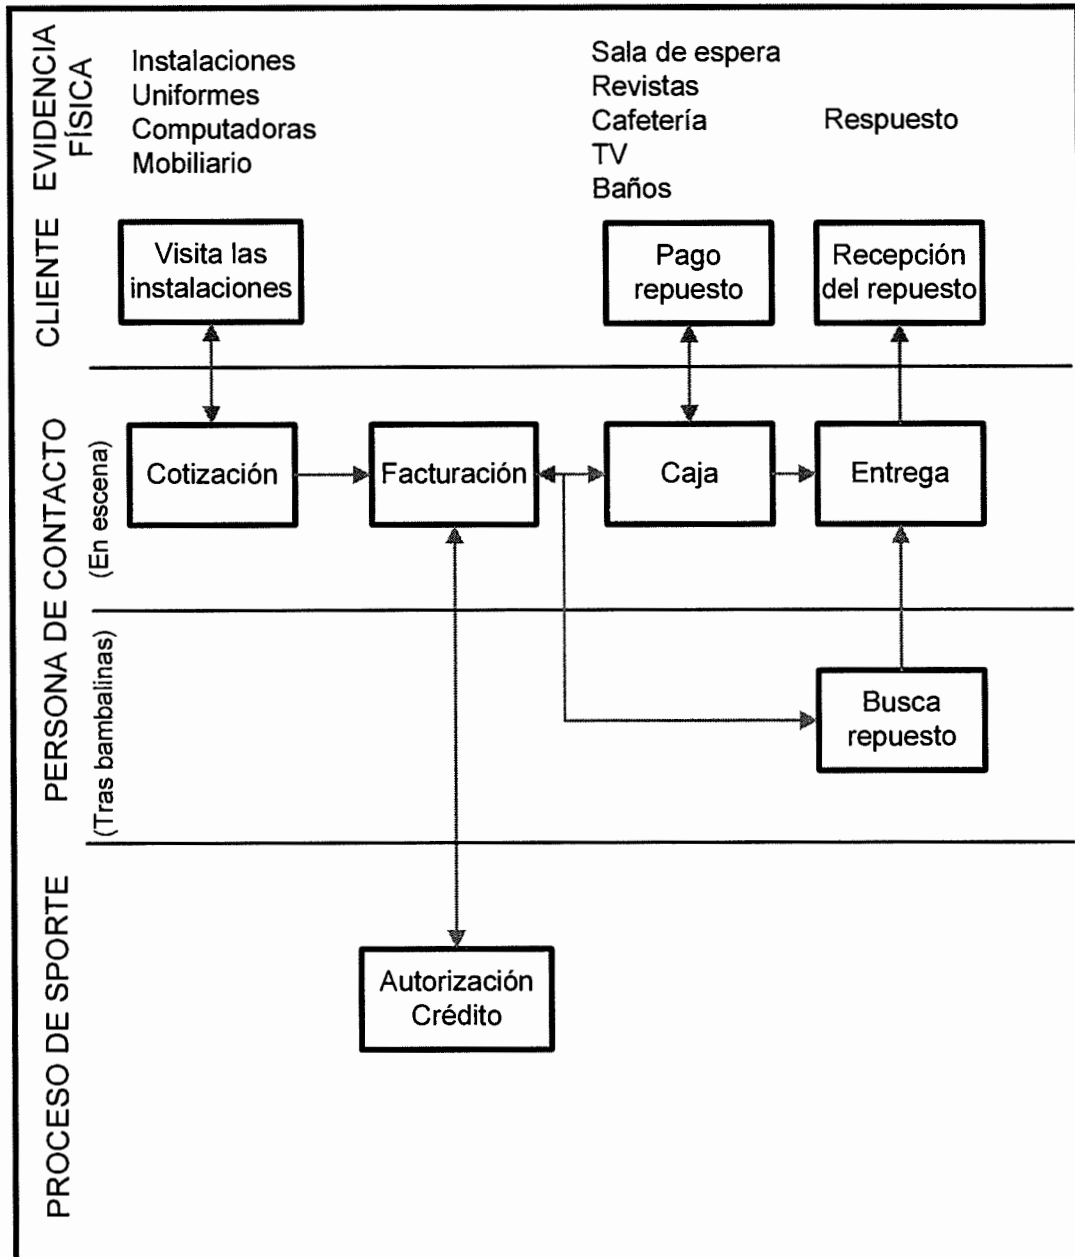 EVIDENCIA
FÍSICA
Instalaciones
Uniformes
Computadoras
Mobiliario
Sala de espera
Revistas
Cafetería
TV
Baños
Respuesto
CLIENTE
Visita las
instalaciones
Pago
repuesto
Recepción
del repuesto
PERSONA DE CONTACTO
(En escena)
Cotización
Facturación
Caja
Entrega
(Tras bambalinas)
Busca
repuesto
PROCESO DE SPORTE
Autorización
Crédito